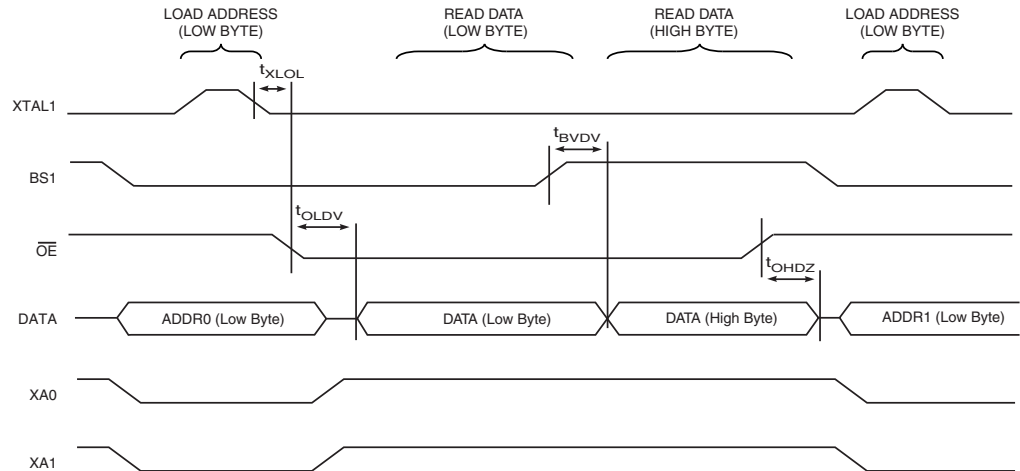 LOAD ADDRESS
(LOW BYTE)
READ DATA
(LOW BYTE)
READ DATA
(HIGH BYTE)
LOAD ADDRESS
(LOW BYTE)
tXLOL
XTAL1
tBVDV
BS1
tOLDV
OE
tOHDZ
DATA
ADDR0 (Low Byte)
DATA (Low Byte)
DATA (High Byte)
ADDR1 (Low Byte)
XA0
XA1